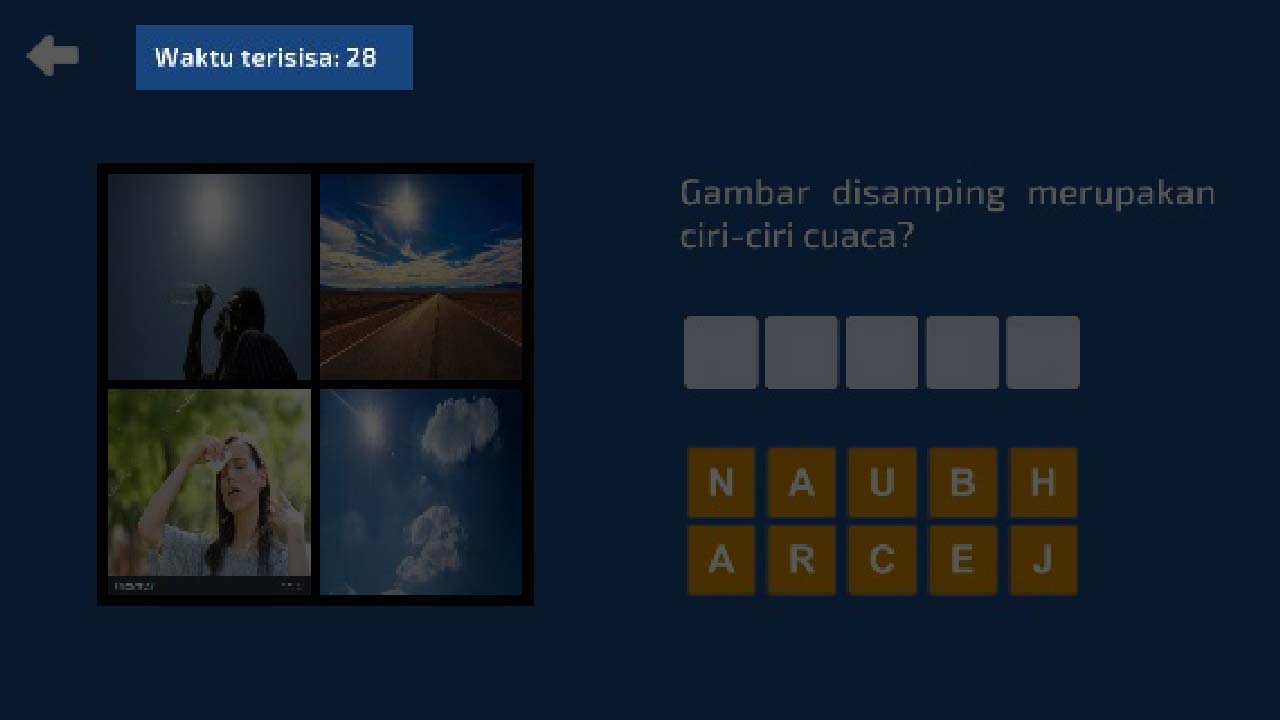 Waktu terisisa: 28
Gambar disamping merupakan
ciri-ciri cuaca?
N A U B H
A R C E J